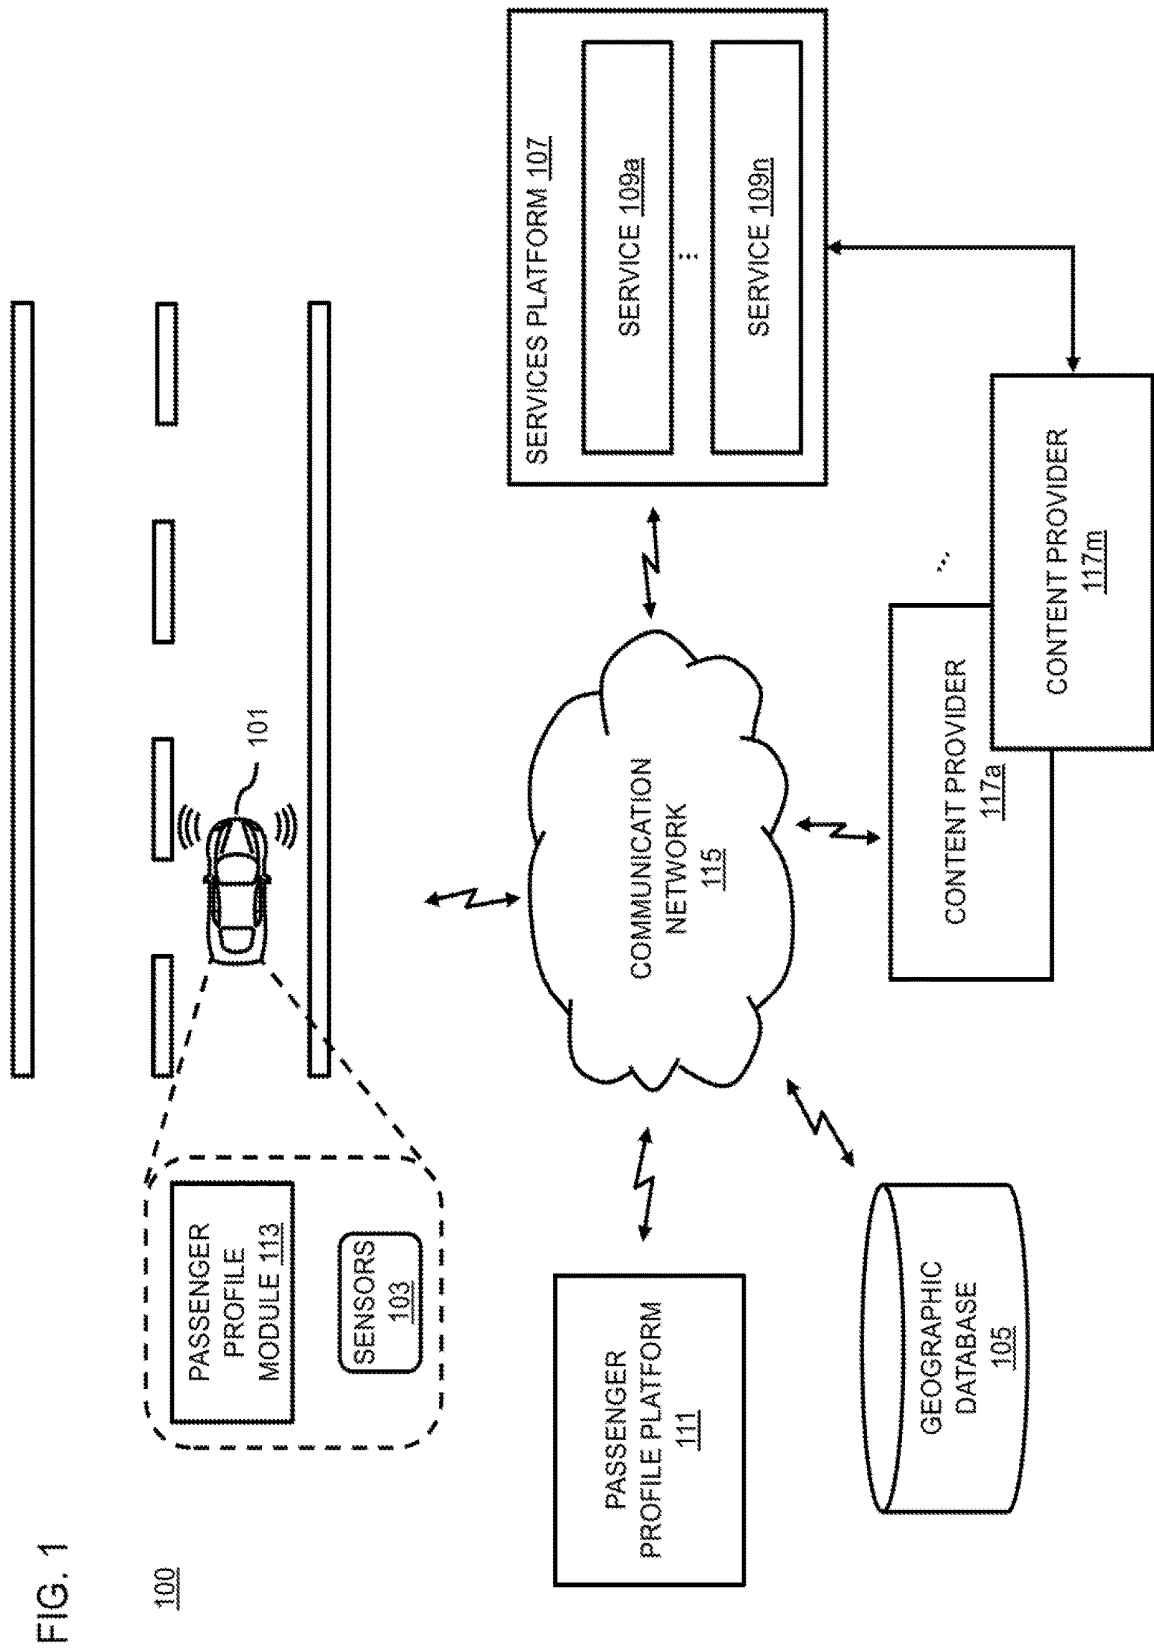 FIG. 1
100
101
PASSENGER
PROFILE
MODULE 113
SENSORS
103
SERVICES PLATFORM 107
SERVICE 109a
...
SERVICE 109n
COMMUNICATION
NETWORK
115
PASSENGER
PROFILE PLATFORM
111
GEOGRAPHIC
DATABASE
105
CONTENT PROVIDER
117a
...
CONTENT PROVIDER
117m